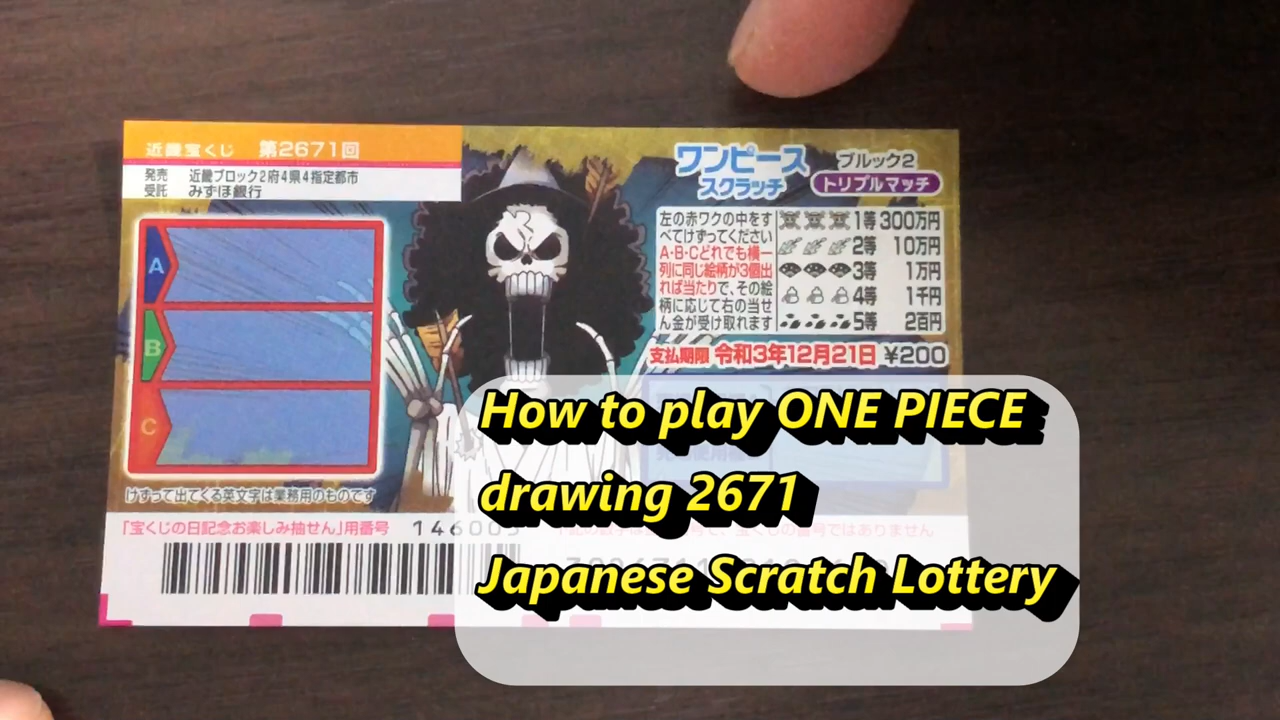 近畿宝くじ 第2671回
発売 近畿ブロック2府4県4指定都市
受託 みずほ銀行
A
B
C
けずって出てくる英文字は業務用のものです
「宝くじの日記念お楽しみ抽せん」用番号
ワンピース
スクラッチ
ブルック2
トリプルマッチ
左の赤ワクの中をす
べてけずってください
A・B・Cどれでも横一
列に同じ絵柄が3個出
れば当たりで、その絵
柄に応じて右の当せ
ん金が受け取れます
1等 300万円
2等 10万円
3等 1万円
4等 1千円
5等 2百円
支払期限 令和3年12月21日 ¥200
How to play ONE PIECE
drawing 2671
Japanese Scratch Lottery